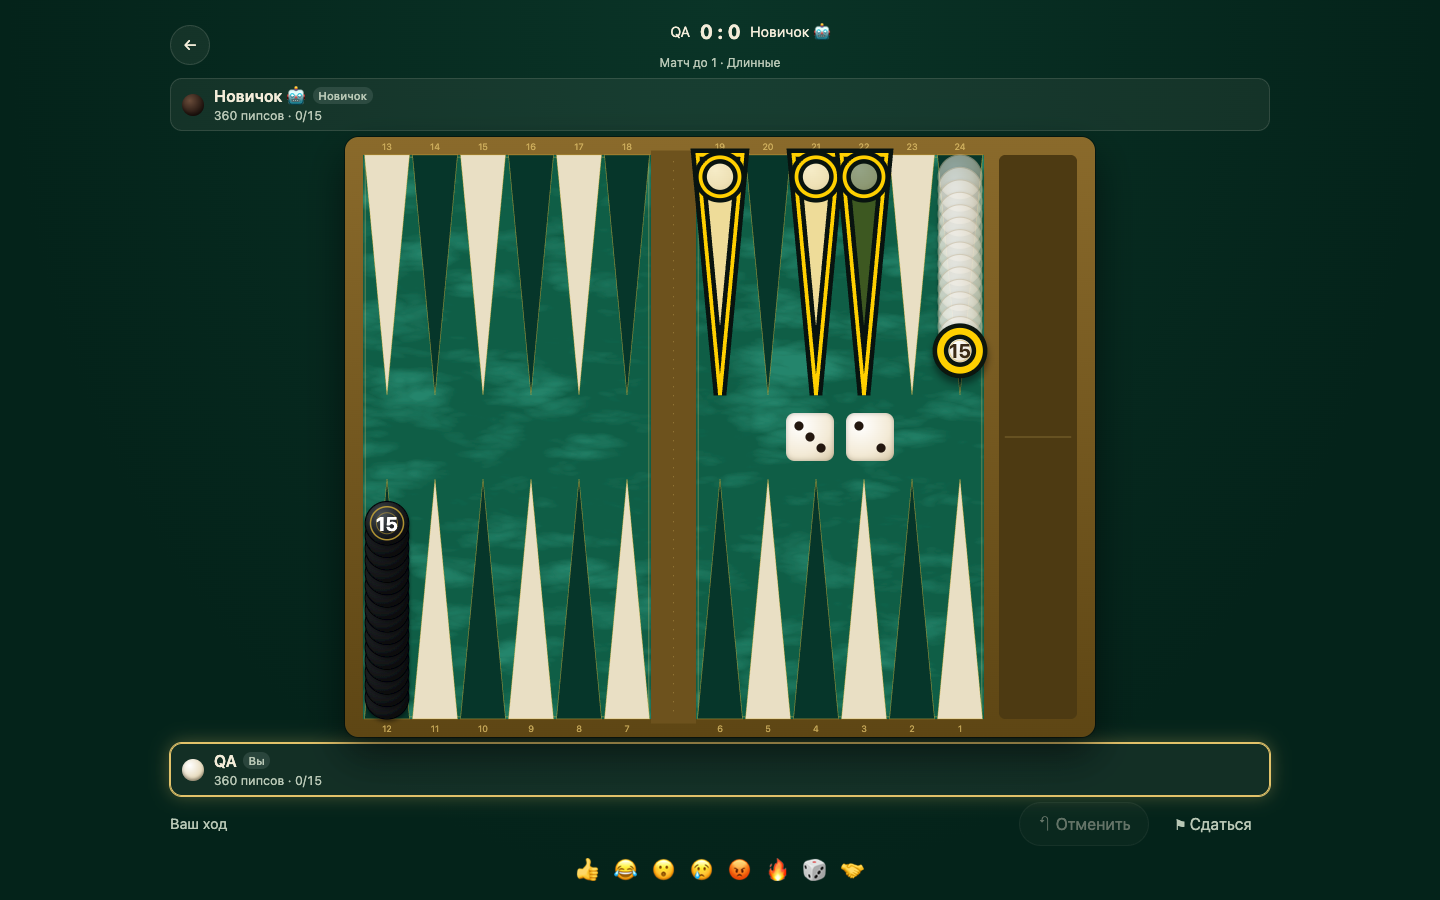 QA 0 : 0 Новичок
Матч до 1 · Длинные
Новичок Новичок
360 пипсов · 0/15
13 14 15 16 17 18 19 20 21 22 23 24
15
15
12 11 10 9 8 7 6 5 4 3 2 1
QA Вы
360 пипсов · 0/15
Ваш ход
Отменить
Сдаться